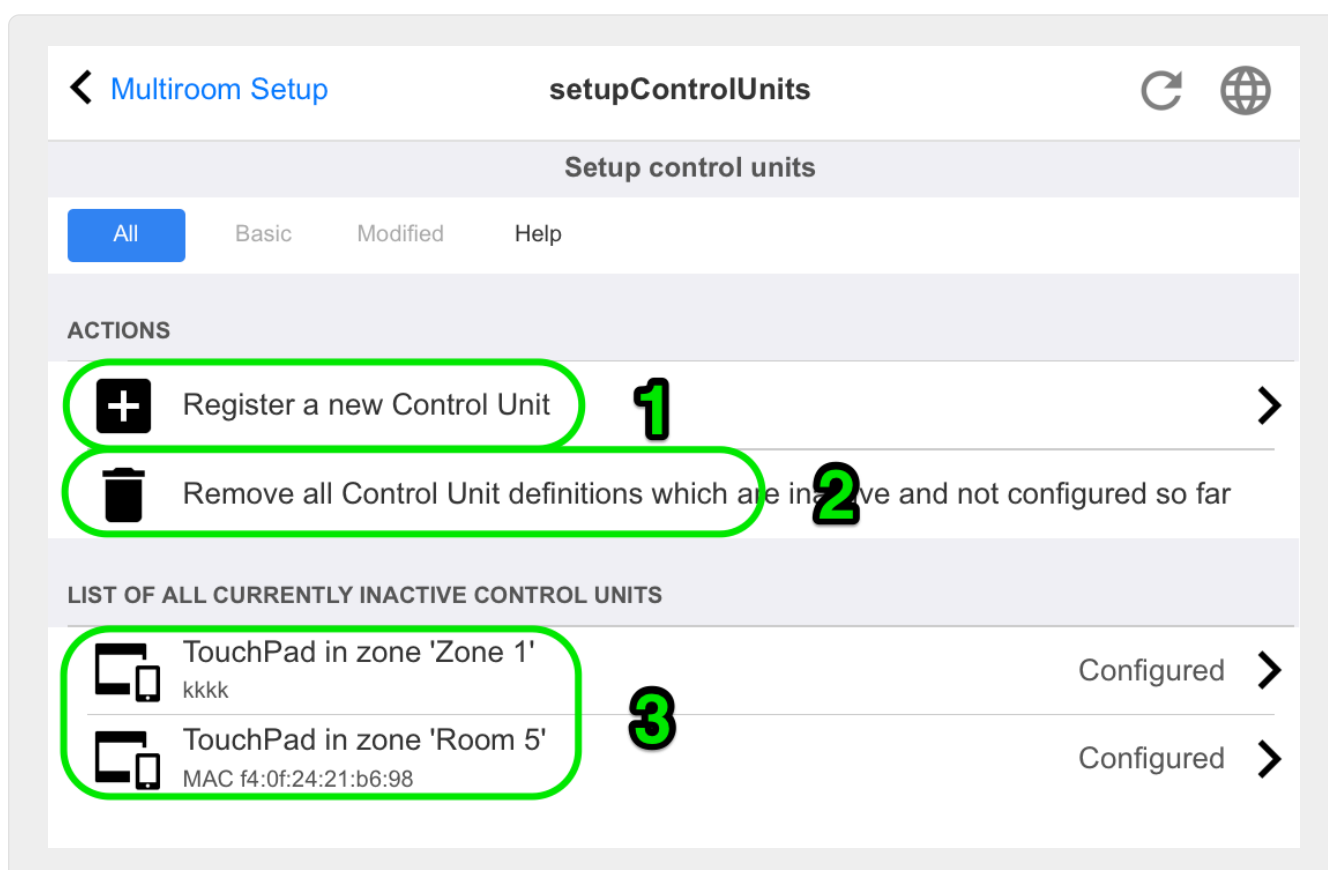 Multiroom Setup
setupControlUnits
Setup control units
All
Basic
Modified
Help
ACTIONS
Register a new Control Unit
1
Remove all Control Unit definitions which are inactive and not configured so far
2
LIST OF ALL CURRENTLY INACTIVE CONTROL UNITS
TouchPad in zone 'Zone 1'
kkkk
Configured
3
TouchPad in zone 'Room 5'
MAC f4:0f:24:21:b6:98
Configured